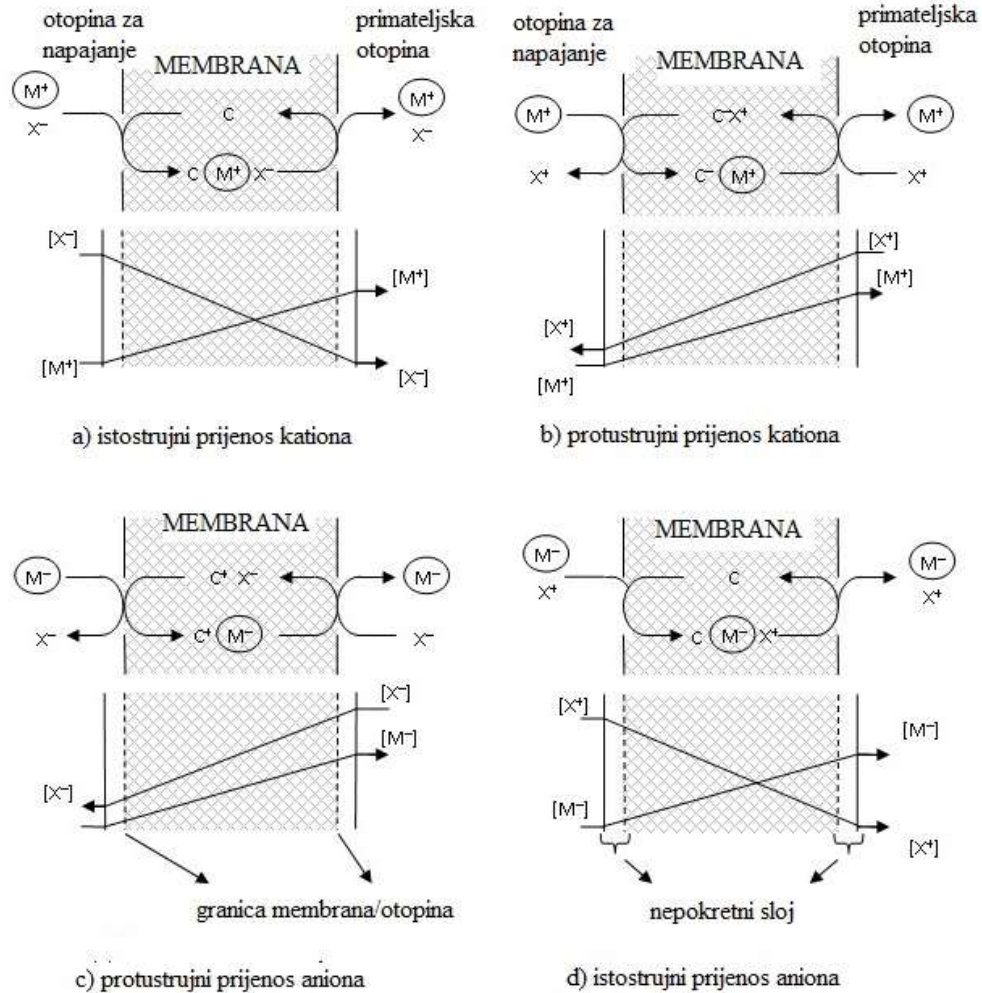 otopina za
napajanje
primateljska
otopina
MEMBRANA
M⁺
X⁻
C
C M⁺ X⁻
M⁺
X⁻
[X⁻]
[M⁺]
[M⁺]
[X⁻]
a) istostrujni prijenos kationa
otopina za
napajanje
primateljska
otopina
MEMBRANA
M⁺
X⁺
C⁻X⁺
C⁻ M⁺
M⁺
X⁺
[X⁺]
[M⁺]
[X⁺]
[M⁺]
b) protustrujni prijenos kationa
MEMBRANA
M⁻
X⁻
C⁺ X⁻
C⁺ M⁻
M⁻
X⁻
[X⁻]
[M⁻]
[X⁻]
granica membrana/otopina
c) protustrujni prijenos aniona
MEMBRANA
M⁻
X⁺
C
C M⁻ X⁺
M⁻
X⁺
[X⁺]
[M⁻]
[M⁻]
[X⁺]
nepokretni sloj
d) istostrujni prijenos aniona